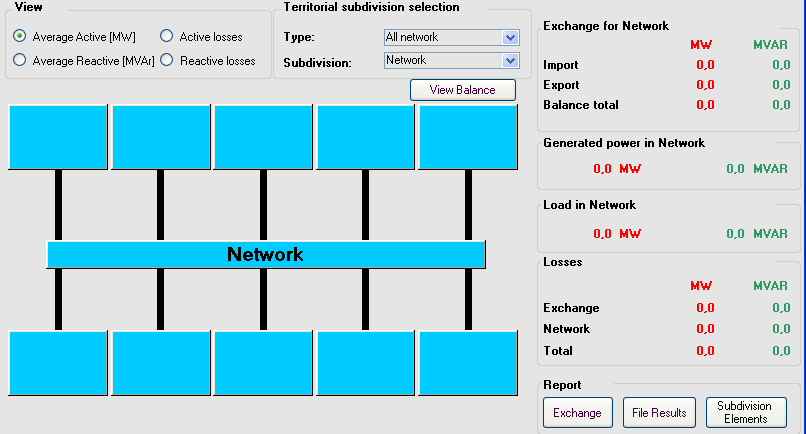 View
Average Active [MW]
Active losses
Average Reactive [MVAr]
Reactive losses
Territorial subdivision selection
Type:
All network
Subdivision:
Network
View Balance
Network
Exchange for Network
MW MVAR
Import 0,0 0,0
Export 0,0 0,0
Balance total 0,0 0,0
Generated power in Network
0,0 MW 0,0 MVAR
Load in Network
0,0 MW 0,0 MVAR
Losses
MW MVAR
Exchange 0,0 0,0
Network 0,0 0,0
Total 0,0 0,0
Report
Exchange
File Results
Subdivision
Elements